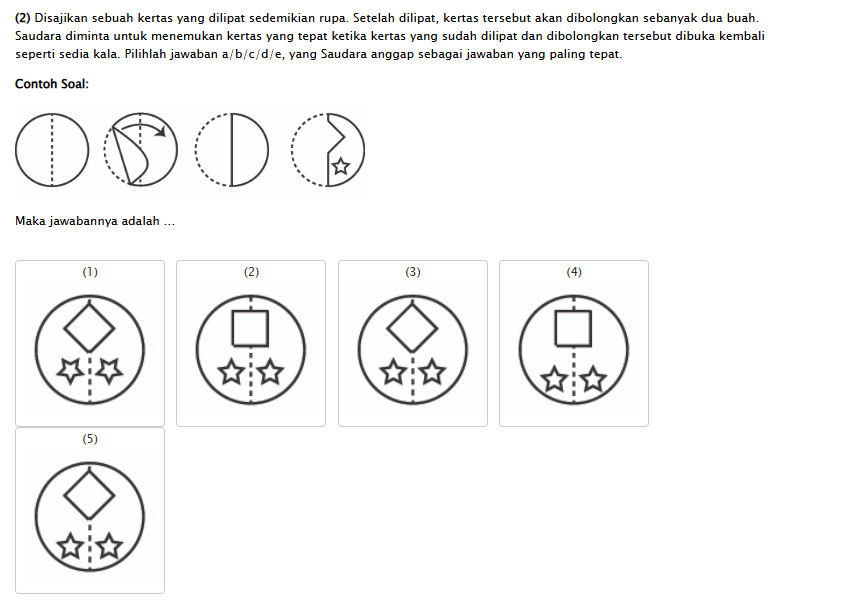 (2) Disajikan sebuah kertas yang dilipat sedemikian rupa. Setelah dilipat, kertas tersebut akan dibolongkan sebanyak dua buah.
Saudara diminta untuk menemukan kertas yang tepat ketika kertas yang sudah dilipat dan dibolongkan tersebut dibuka kembali
seperti sedia kala. Pilihlah jawaban a/b/c/d/e, yang Saudara anggap sebagai jawaban yang paling tepat.
Contoh Soal:
Maka jawabannya adalah ...
(1)
(2)
(3)
(4)
(5)